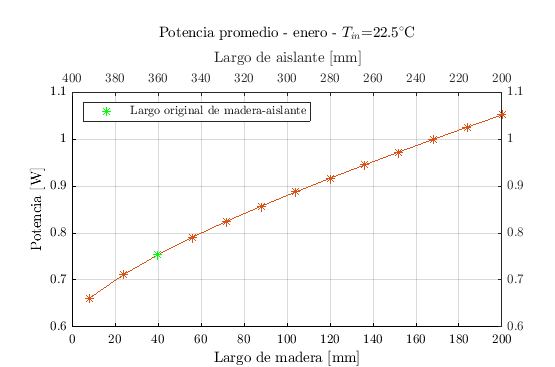 Potencia promedio - enero - T_in=22.5°C
Largo de aislante [mm]
400 380 360 340 320 300 280 260 240 220 200
1.1 1.1
Largo original de madera-aislante
1 1
0.9 0.9
Potencia [W]
0.8 0.8
0.7 0.7
0.6 0.6
0 20 40 60 80 100 120 140 160 180 200
Largo de madera [mm]